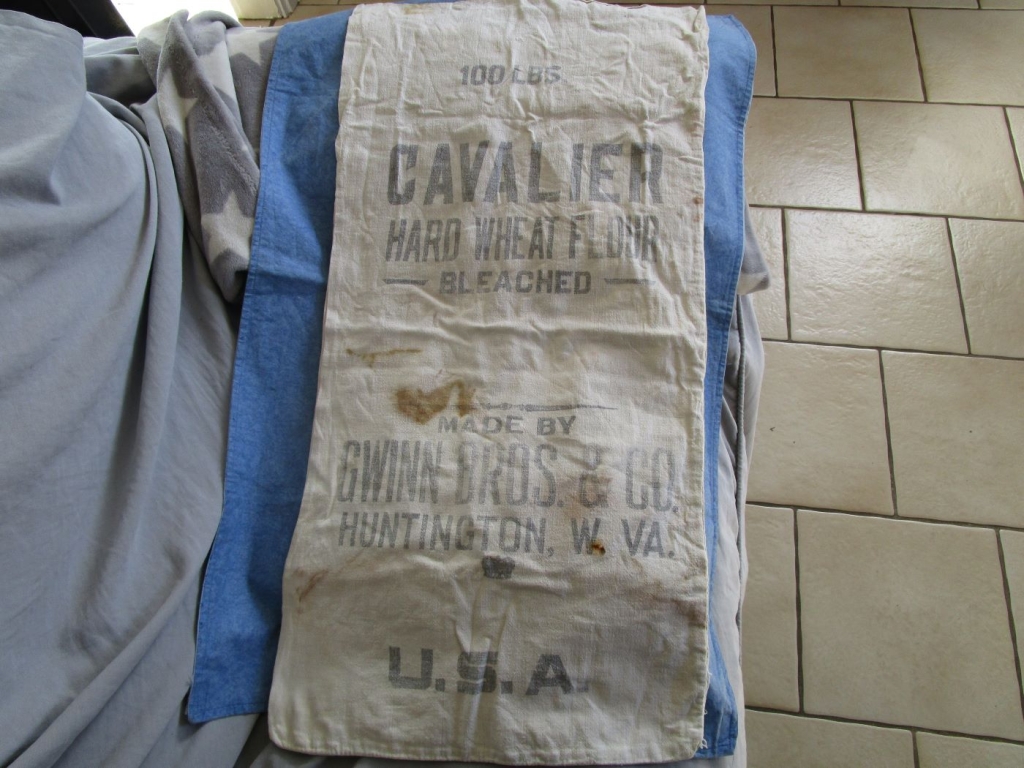 100 LBS.
CAVALIER
HARD WHEAT FLOUR
BLEACHED
MADE BY
GWINN BROS. & CO.
HUNTINGTON, W. VA.
U.S.A.